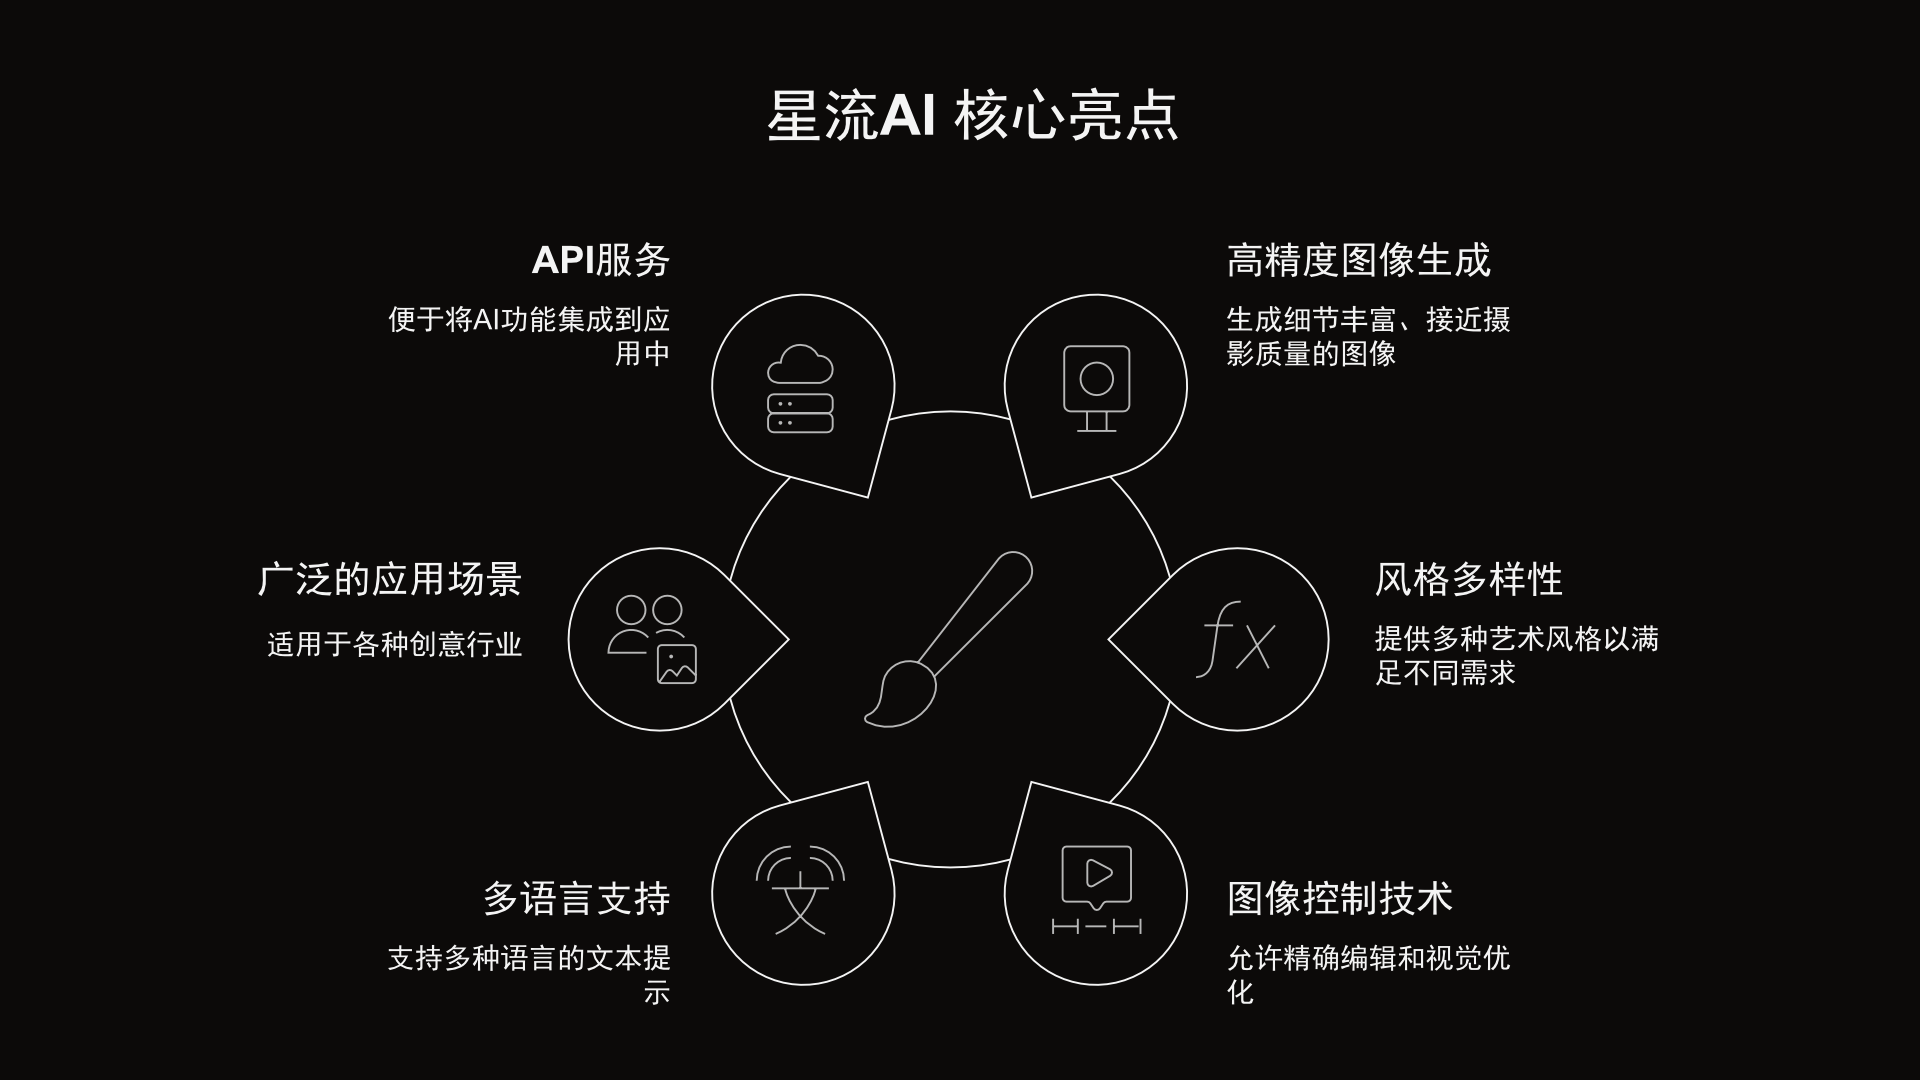 星流AI 核心亮点
API服务
便于将AI功能集成到应
用中
高精度图像生成
生成细节丰富、接近摄
影质量的图像
广泛的应用场景
适用于各种创意行业
风格多样性
提供多种艺术风格以满
足不同需求
多语言支持
支持多种语言的文本提
示
图像控制技术
允许精确编辑和视觉优
化